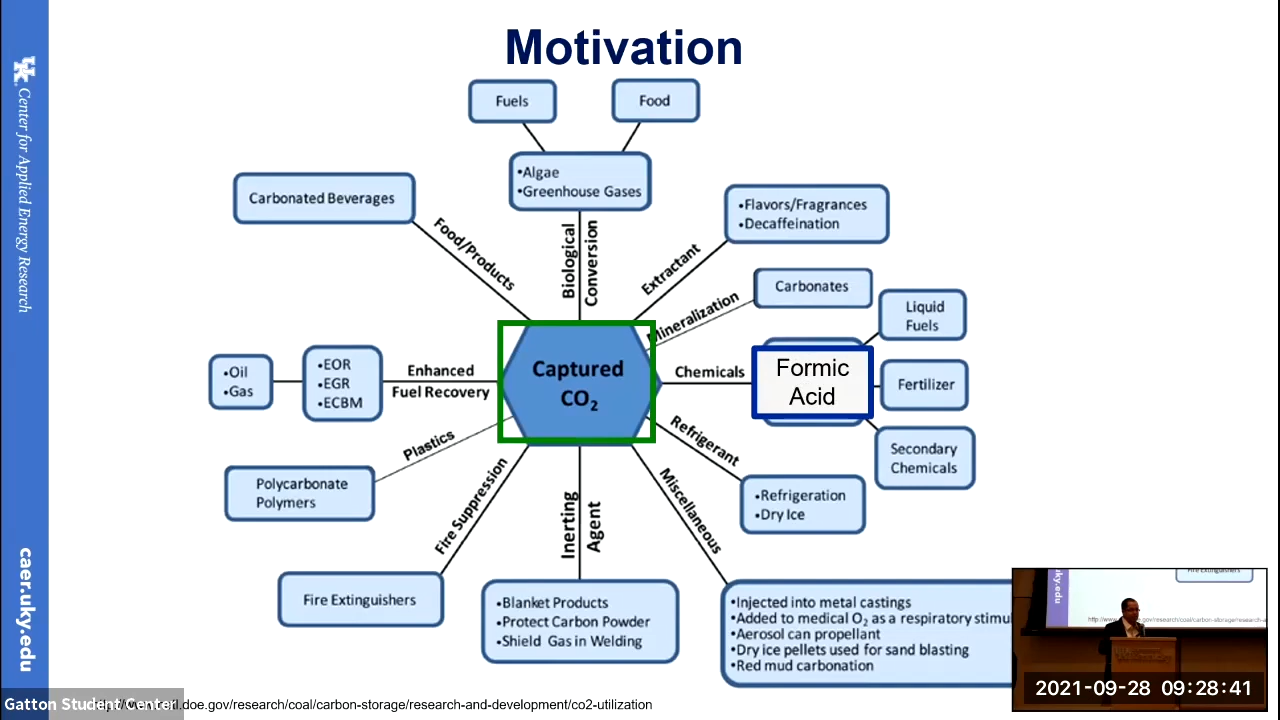 Motivation
Center for Applied Energy Research
caer.uky.edu
Fuels
Food
•Algae
•Greenhouse Gases
Carbonated Beverages
•Flavors/Fragrances
•Decaffeination
Food/Products
Biological
Conversion
Extractant
Mineralization
Carbonates
Liquid
Fuels
•Oil
•Gas
•EOR
•EGR
•ECBM
Enhanced
Fuel Recovery
Captured
CO₂
Chemicals
Formic
Acid
Fertilizer
Plastics
Refrigerant
Secondary
Chemicals
Polycarbonate
Polymers
Fire Suppression
Inerting
Agent
Miscellaneous
•Refrigeration
•Dry Ice
Fire Extinguishers
•Blanket Products
•Protect Carbon Powder
•Shield Gas in Welding
•Injected into metal castings
•Added to medical O₂ as a respiratory stimu
•Aerosol can propellant
•Dry ice pellets used for sand blasting
•Red mud carbonation
Gatton Student Center
.doe.gov/research/coal/carbon-storage/research-and-development/co2-utilization
uky.edu
Fire Extinguishers
2021-09-28 09:28:41